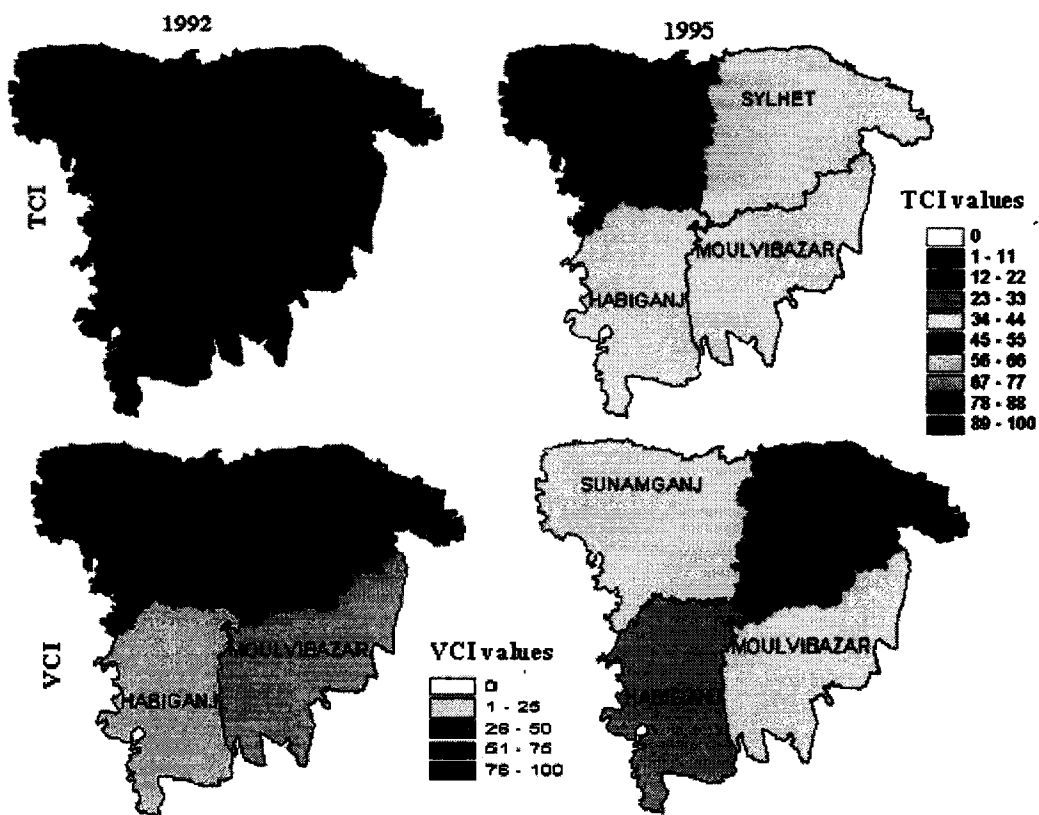 1992
1995
TCI
SYLHET
MOULVIBAZAR
HABIGANJ
TCI values
0
1 - 11
12 - 22
23 - 33
34 - 44
45 - 55
56 - 66
67 - 77
78 - 88
89 - 100
VCI
MOULVIBAZAR
HABIGANJ
VCI values
0
1 - 25
26 - 50
51 - 75
76 - 100
SUNAMGANJ
MOULVIBAZAR
HABIGANJ